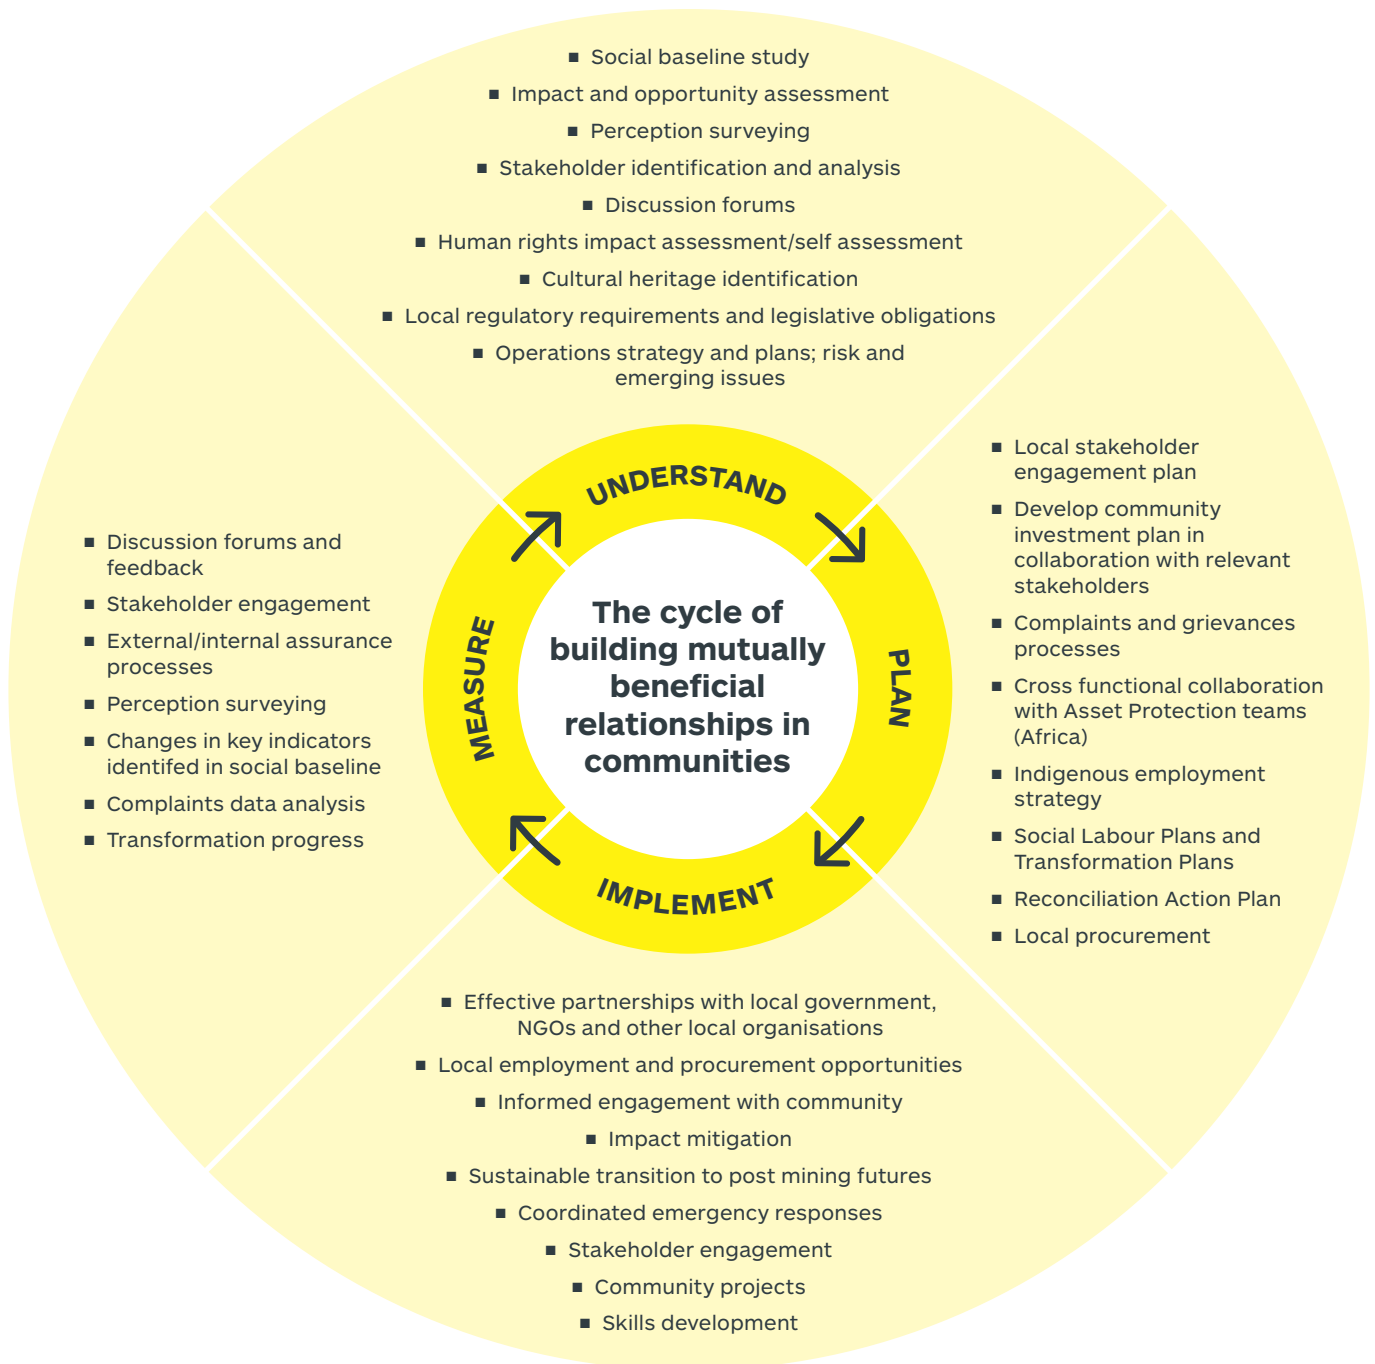 ■ Social baseline study
■ Impact and opportunity assessment
■ Perception surveying
■ Stakeholder identification and analysis
■ Discussion forums
■ Human rights impact assessment/self assessment
■ Cultural heritage identification
■ Local regulatory requirements and legislative obligations
■ Operations strategy and plans; risk and
emerging issues
UNDERSTAND
■ Local stakeholder
engagement plan
■ Develop community
investment plan in
collaboration with relevant
stakeholders
■ Complaints and grievances
processes
■ Cross functional collaboration
with Asset Protection teams
(Africa)
■ Indigenous employment
strategy
■ Social Labour Plans and
Transformation Plans
■ Reconciliation Action Plan
■ Local procurement
PLAN
The cycle of
building mutually
beneficial
relationships in
communities
IMPLEMENT
■ Effective partnerships with local government,
NGOs and other local organisations
■ Local employment and procurement opportunities
■ Informed engagement with community
■ Impact mitigation
■ Sustainable transition to post mining futures
■ Coordinated emergency responses
■ Stakeholder engagement
■ Community projects
■ Skills development
MEASURE
■ Discussion forums and
feedback
■ Stakeholder engagement
■ External/internal assurance
processes
■ Perception surveying
■ Changes in key indicators
identifed in social baseline
■ Complaints data analysis
■ Transformation progress